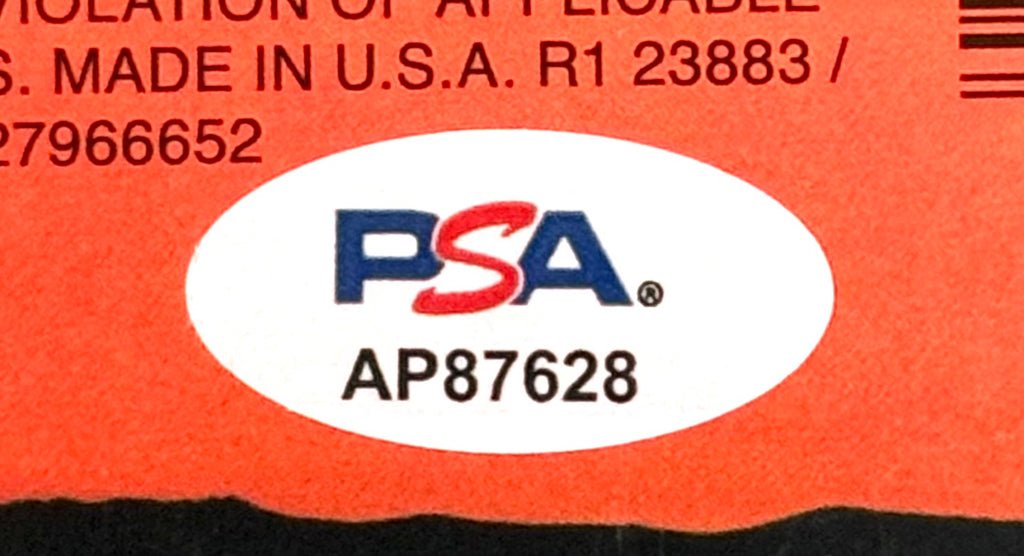 VIOLATION OF APPLICABLE
S. MADE IN U.S.A. R1 23883 /
27966652
PSA®
AP87628